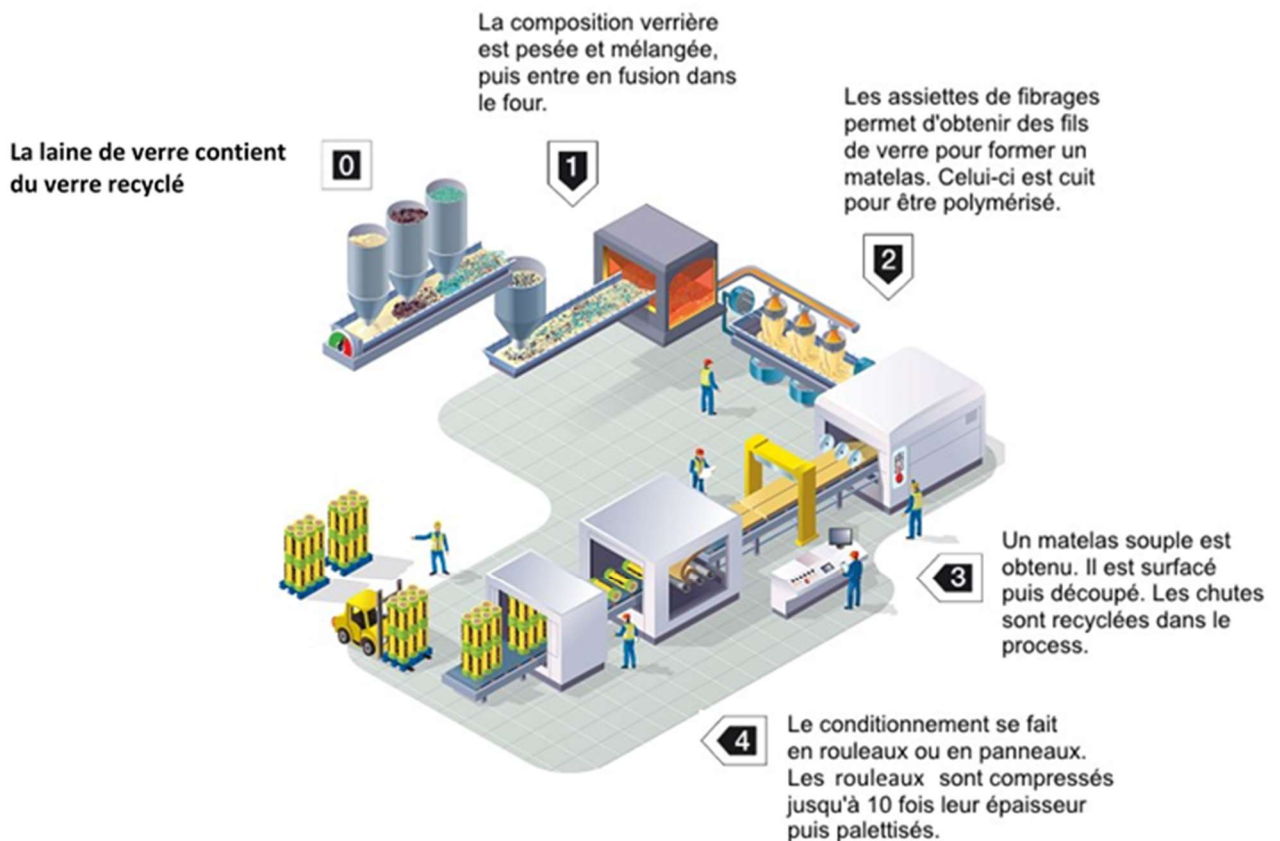 La composition verrière
est pesée et mélangée,
puis entre en fusion dans
le four.
La laine de verre contient
du verre recyclé
0
1
Les assiettes de fibrages
permet d'obtenir des fils
de verre pour former un
matelas. Celui-ci est cuit
pour être polymérisé.
2
3
Un matelas souple est
obtenu. Il est surfacé
puis découpé. Les chutes
sont recyclées dans le
process.
4
Le conditionnement se fait
en rouleaux ou en panneaux.
Les rouleaux sont compressés
jusqu'à 10 fois leur épaisseur
puis palettisés.